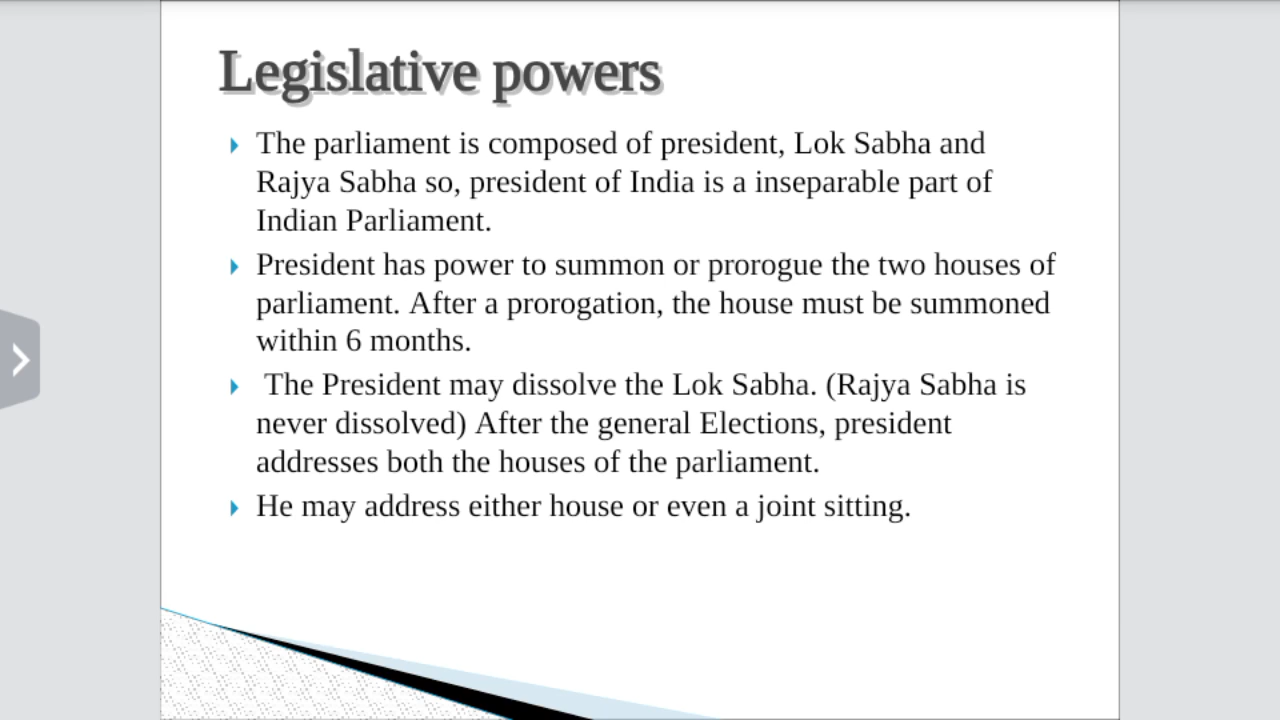 Legislative powers
The parliament is composed of president, Lok Sabha and
Rajya Sabha so, president of India is a inseparable part of
Indian Parliament.
President has power to summon or prorogue the two houses of
parliament. After a prorogation, the house must be summoned
within 6 months.
The President may dissolve the Lok Sabha. (Rajya Sabha is
never dissolved) After the general Elections, president
addresses both the houses of the parliament.
He may address either house or even a joint sitting.